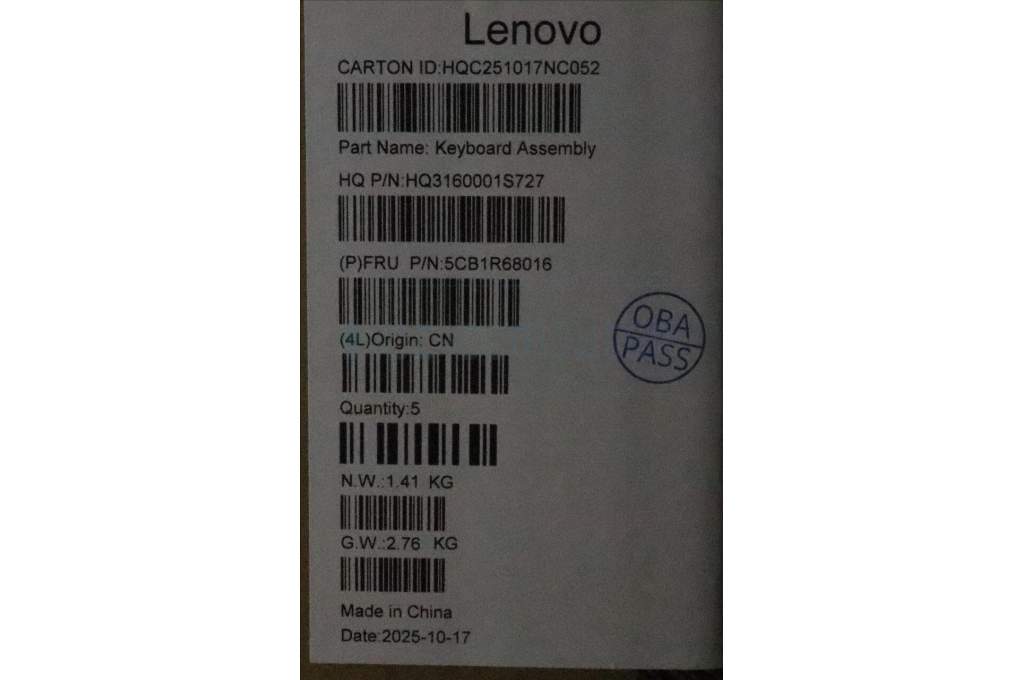 Lenovo
CARTON ID:HQC251017NC052
Part Name: Keyboard Assembly
HQ P/N:HQ3160001S727
(P)FRU P/N:5CB1R68016
(4L)Origin: CN
OBA
PASS
Quantity:5
N.W.:1.41 KG
G.W.:2.76 KG
Made in China
Date:2025-10-17